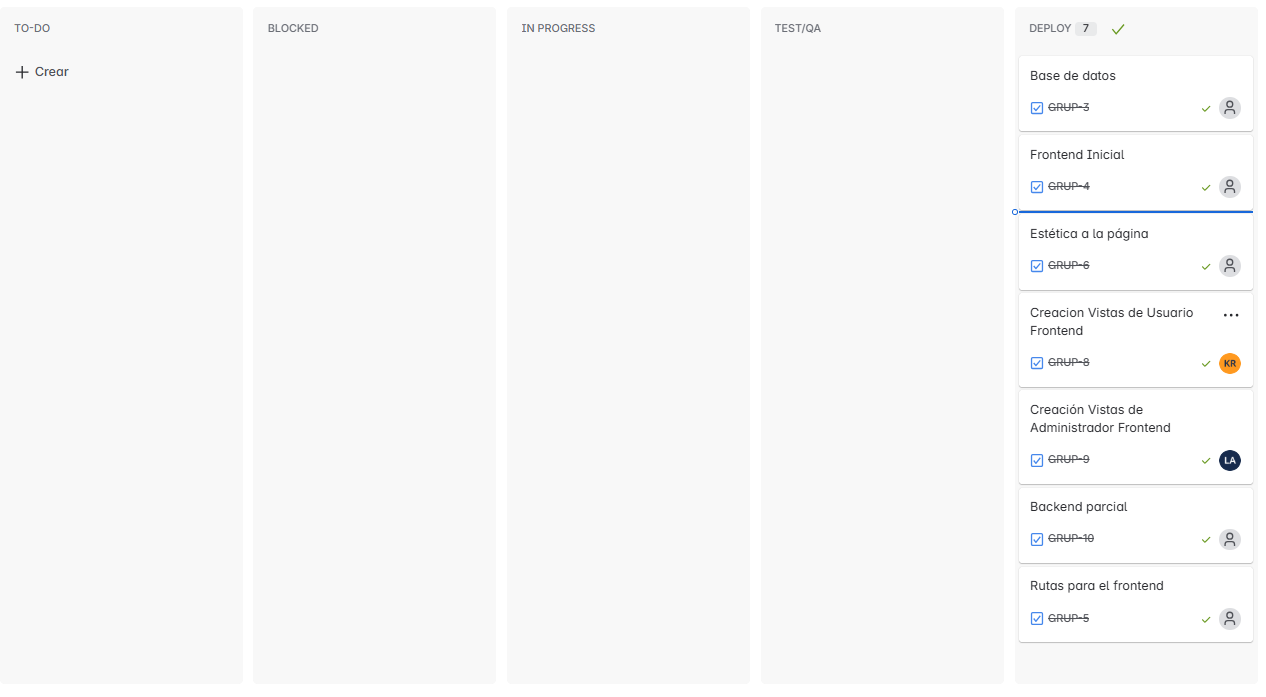 TO-DO
BLOCKED
IN PROGRESS
TEST/QA
DEPLOY 7
Crear
Base de datos
GRUP-3
Frontend Inicial
GRUP-4
Estética a la página
GRUP-6
Creacion Vistas de Usuario
Frontend
GRUP-8
KR
Creación Vistas de
Administrador Frontend
GRUP-9
LA
Backend parcial
GRUP-10
Rutas para el frontend
GRUP-5